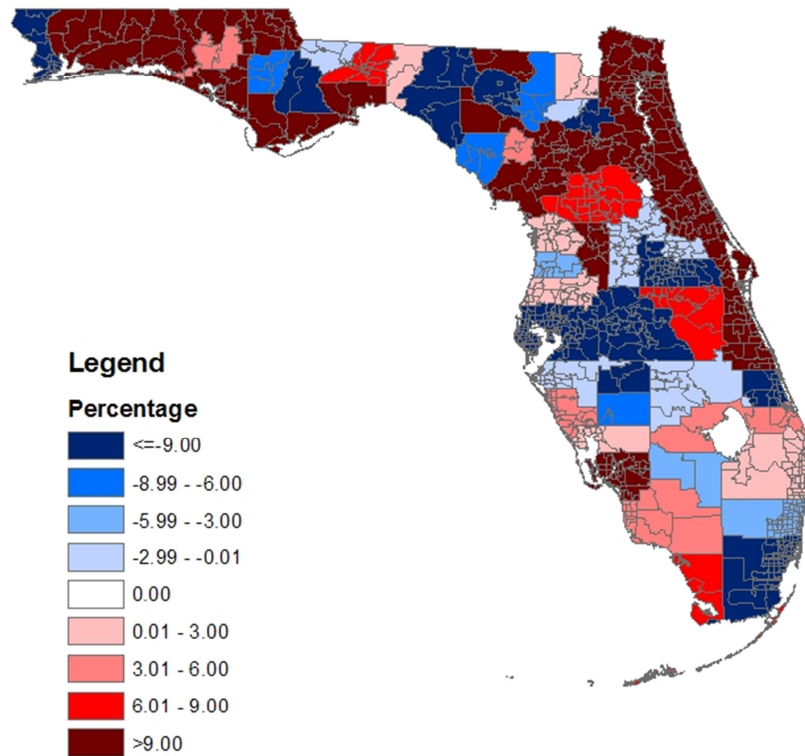 Legend
Percentage
<=-9.00
-8.99 - -6.00
-5.99 - -3.00
-2.99 - -0.01
0.00
0.01 - 3.00
3.01 - 6.00
6.01 - 9.00
>9.00